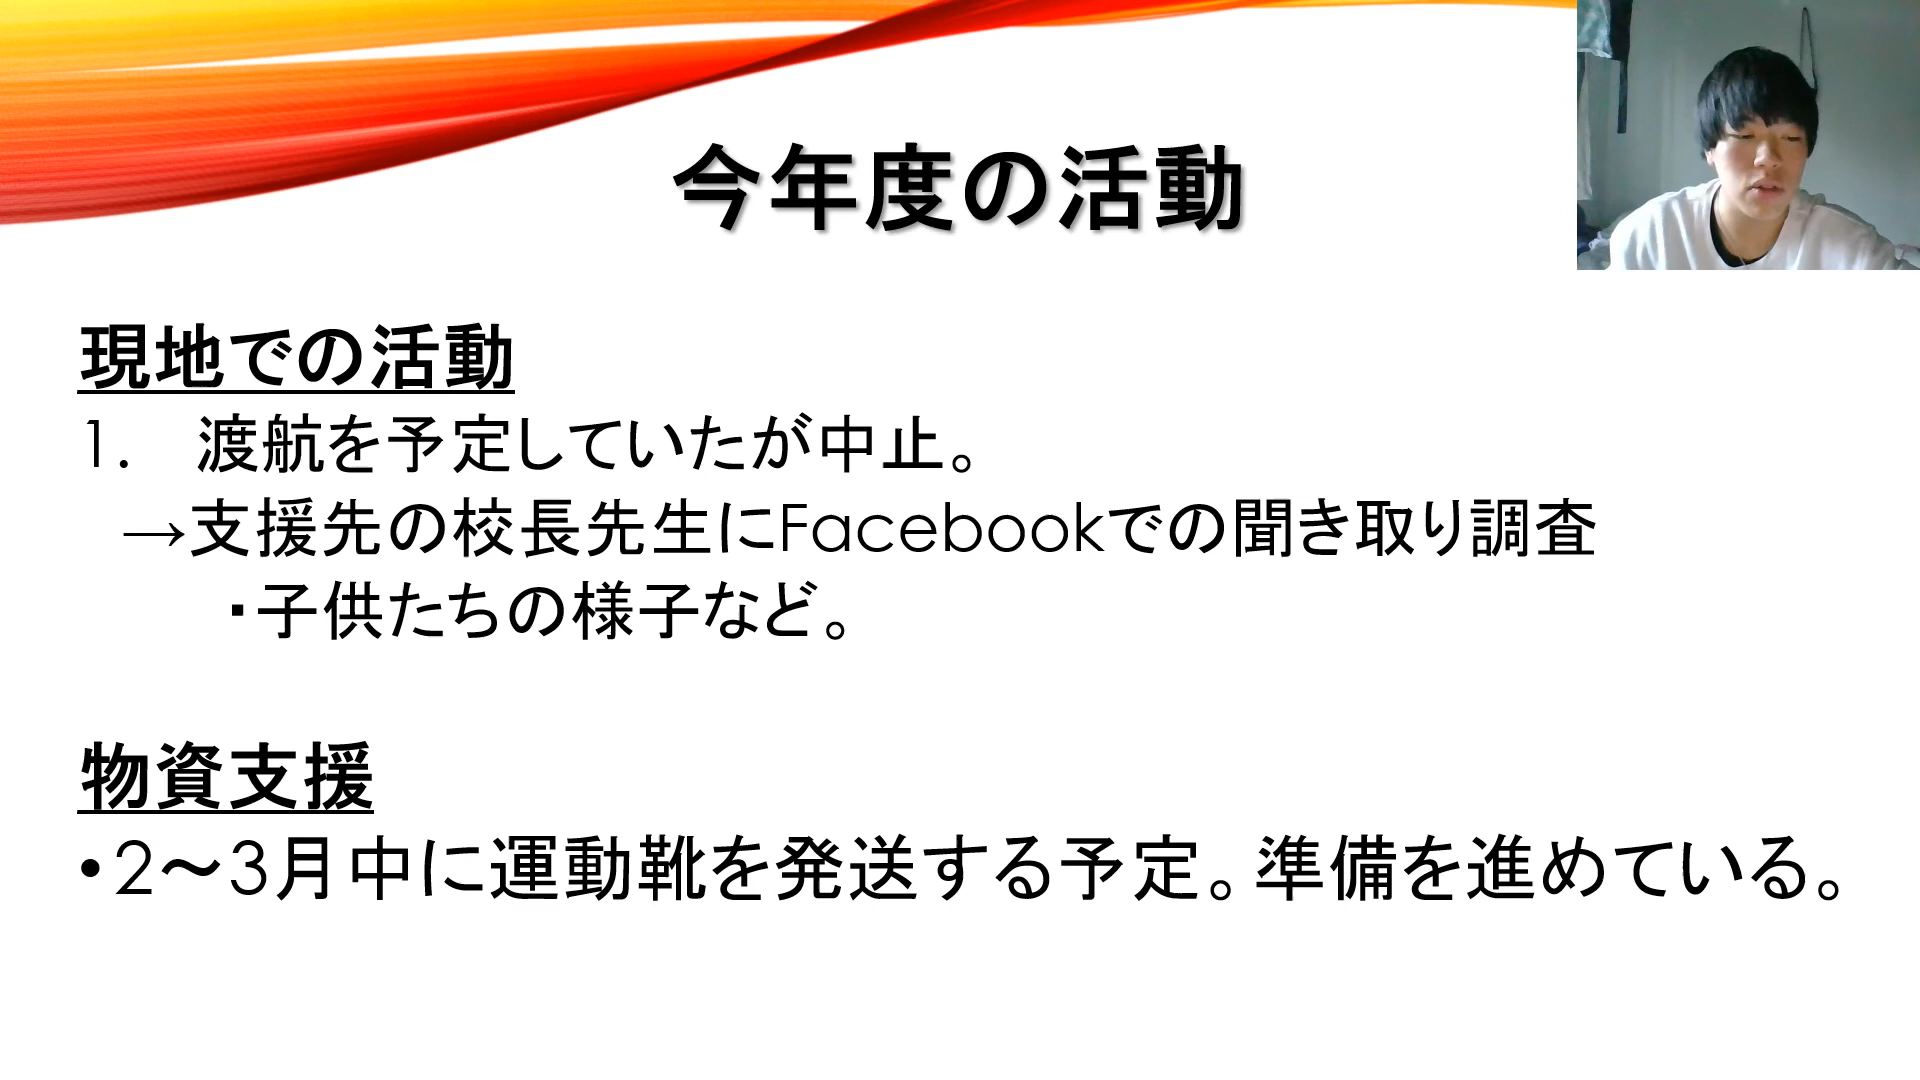 今年度の活動
現地での活動
1.　渡航を予定していたが中止。
→支援先の校長先生にFacebookでの聞き取り調査
・子供たちの様子など。
物資支援
•2～3月中に運動靴を発送する予定。準備を進めている。